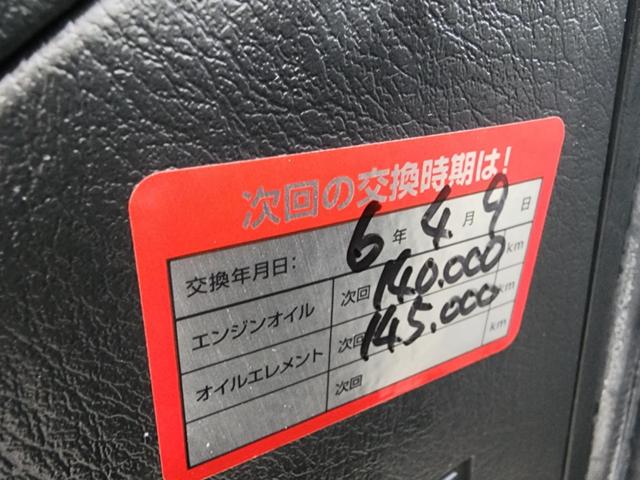 次回の交換時期は!
交換年月日: 6年 4.月 9日
エンジンオイル 次回 140.000 km
オイルエレメント 次回 145.000 km
次回